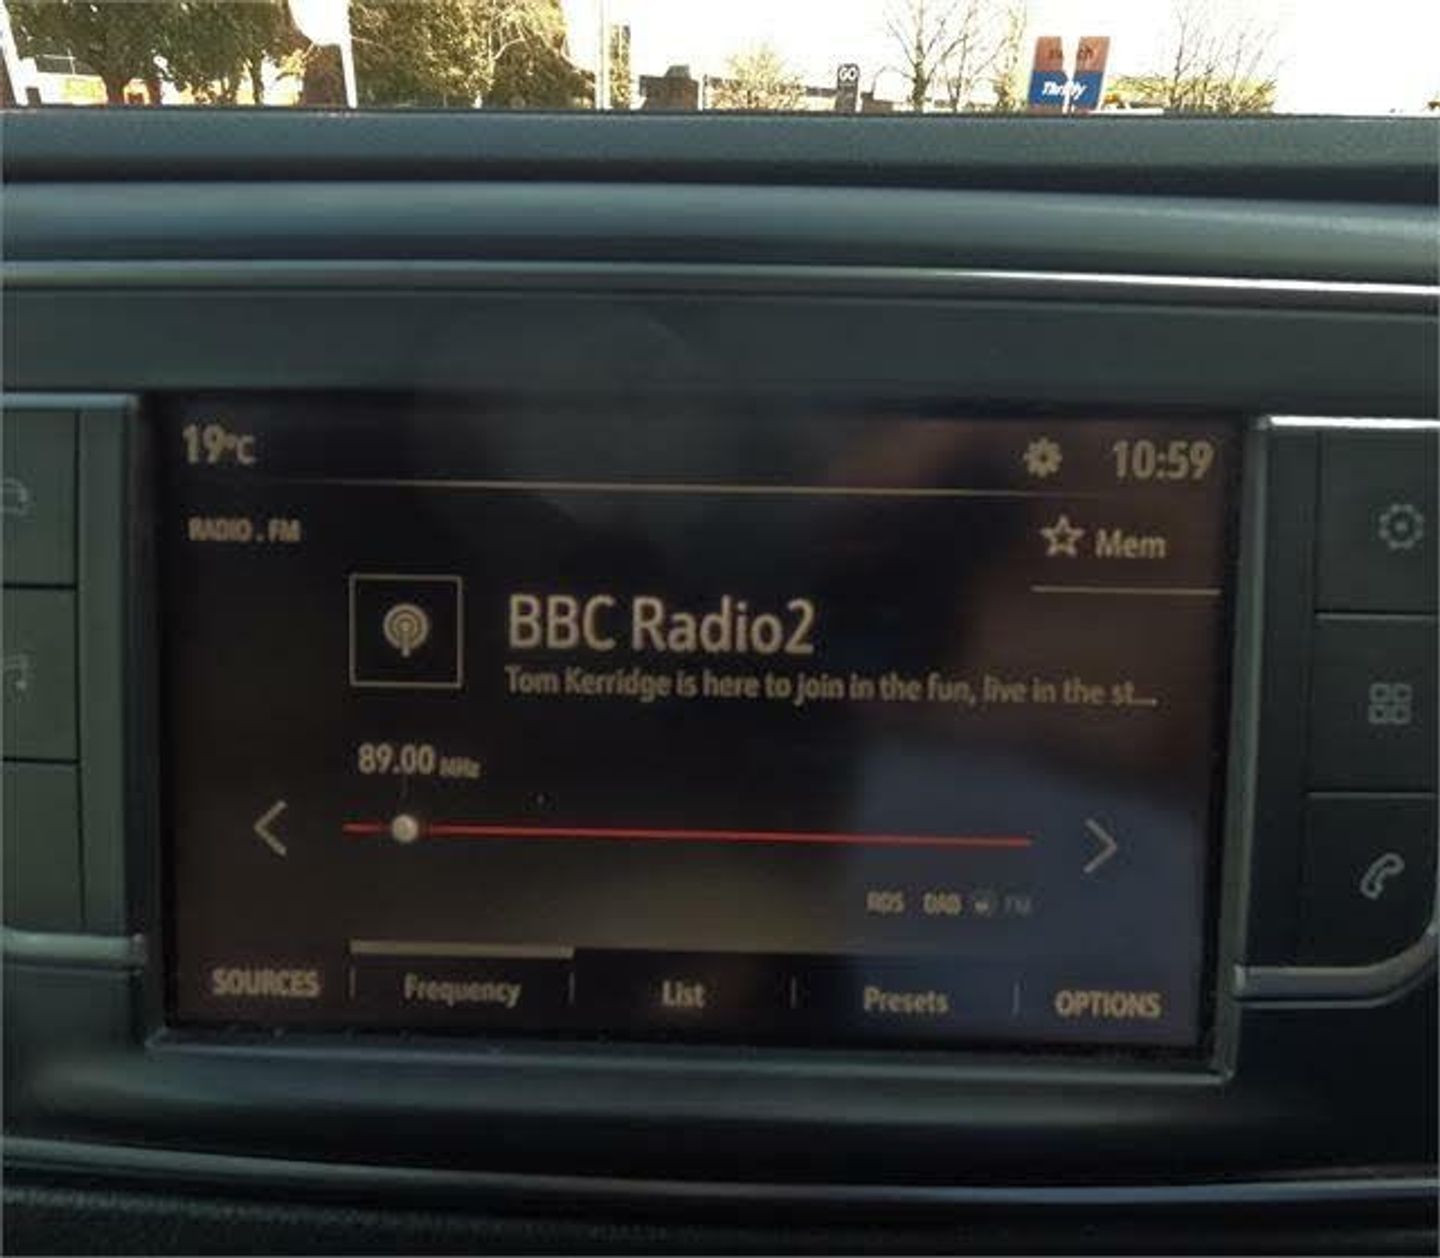 GO
Thrifty
19°C 10:59
RADIO . FM
Mem
BBC Radio2
Tom Kerridge is here to join in the fun, live in the st...
89.00 MHz
RDS DAB FM
SOURCES Frequency List Presets OPTIONS